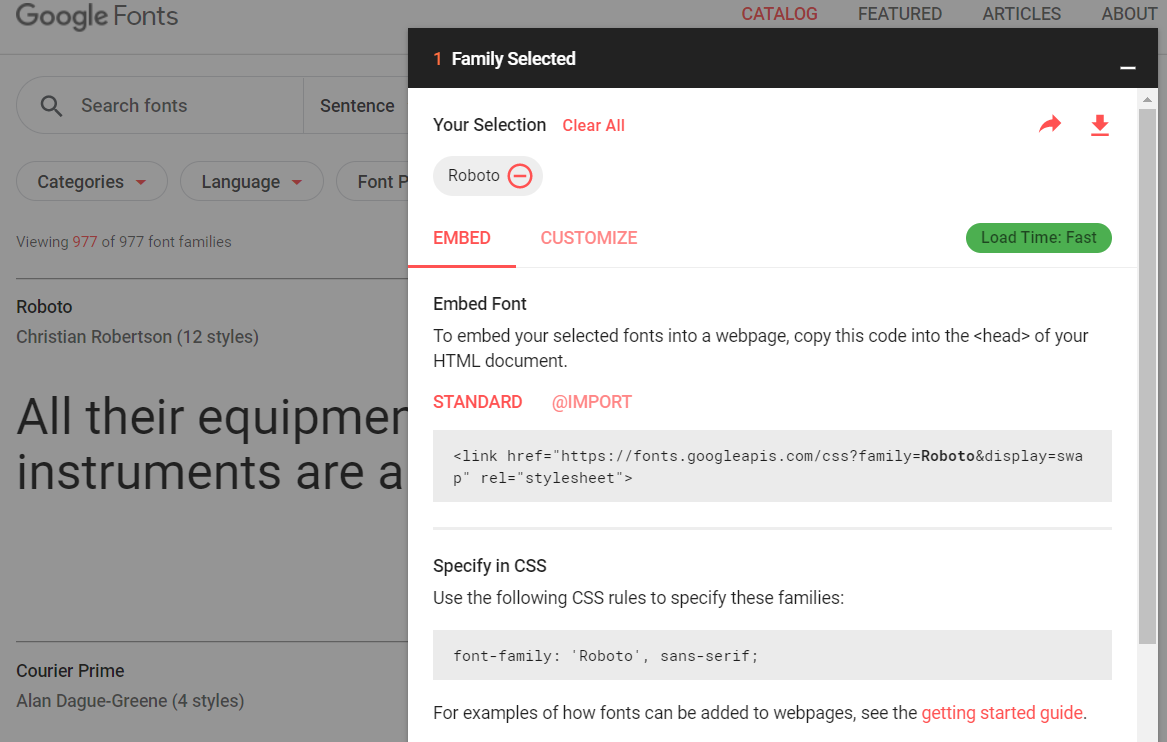 Google Fonts
CATALOG FEATURED ARTICLES ABOUT
Search fonts
Sentence
Categories
Language
Font P
Viewing 977 of 977 font families
Roboto
Christian Robertson (12 styles)
All their equipmen
instruments are a
Courier Prime
Alan Dague-Greene (4 styles)
1 Family Selected
Your Selection Clear All
Roboto
EMBED CUSTOMIZE
Load Time: Fast
Embed Font
To embed your selected fonts into a webpage, copy this code into the <head> of your
HTML document.
STANDARD @IMPORT
<link href="https://fonts.googleapis.com/css?family=Roboto&display=swa
p" rel="stylesheet">
Specify in CSS
Use the following CSS rules to specify these families:
font-family: 'Roboto', sans-serif;
For examples of how fonts can be added to webpages, see the getting started guide.